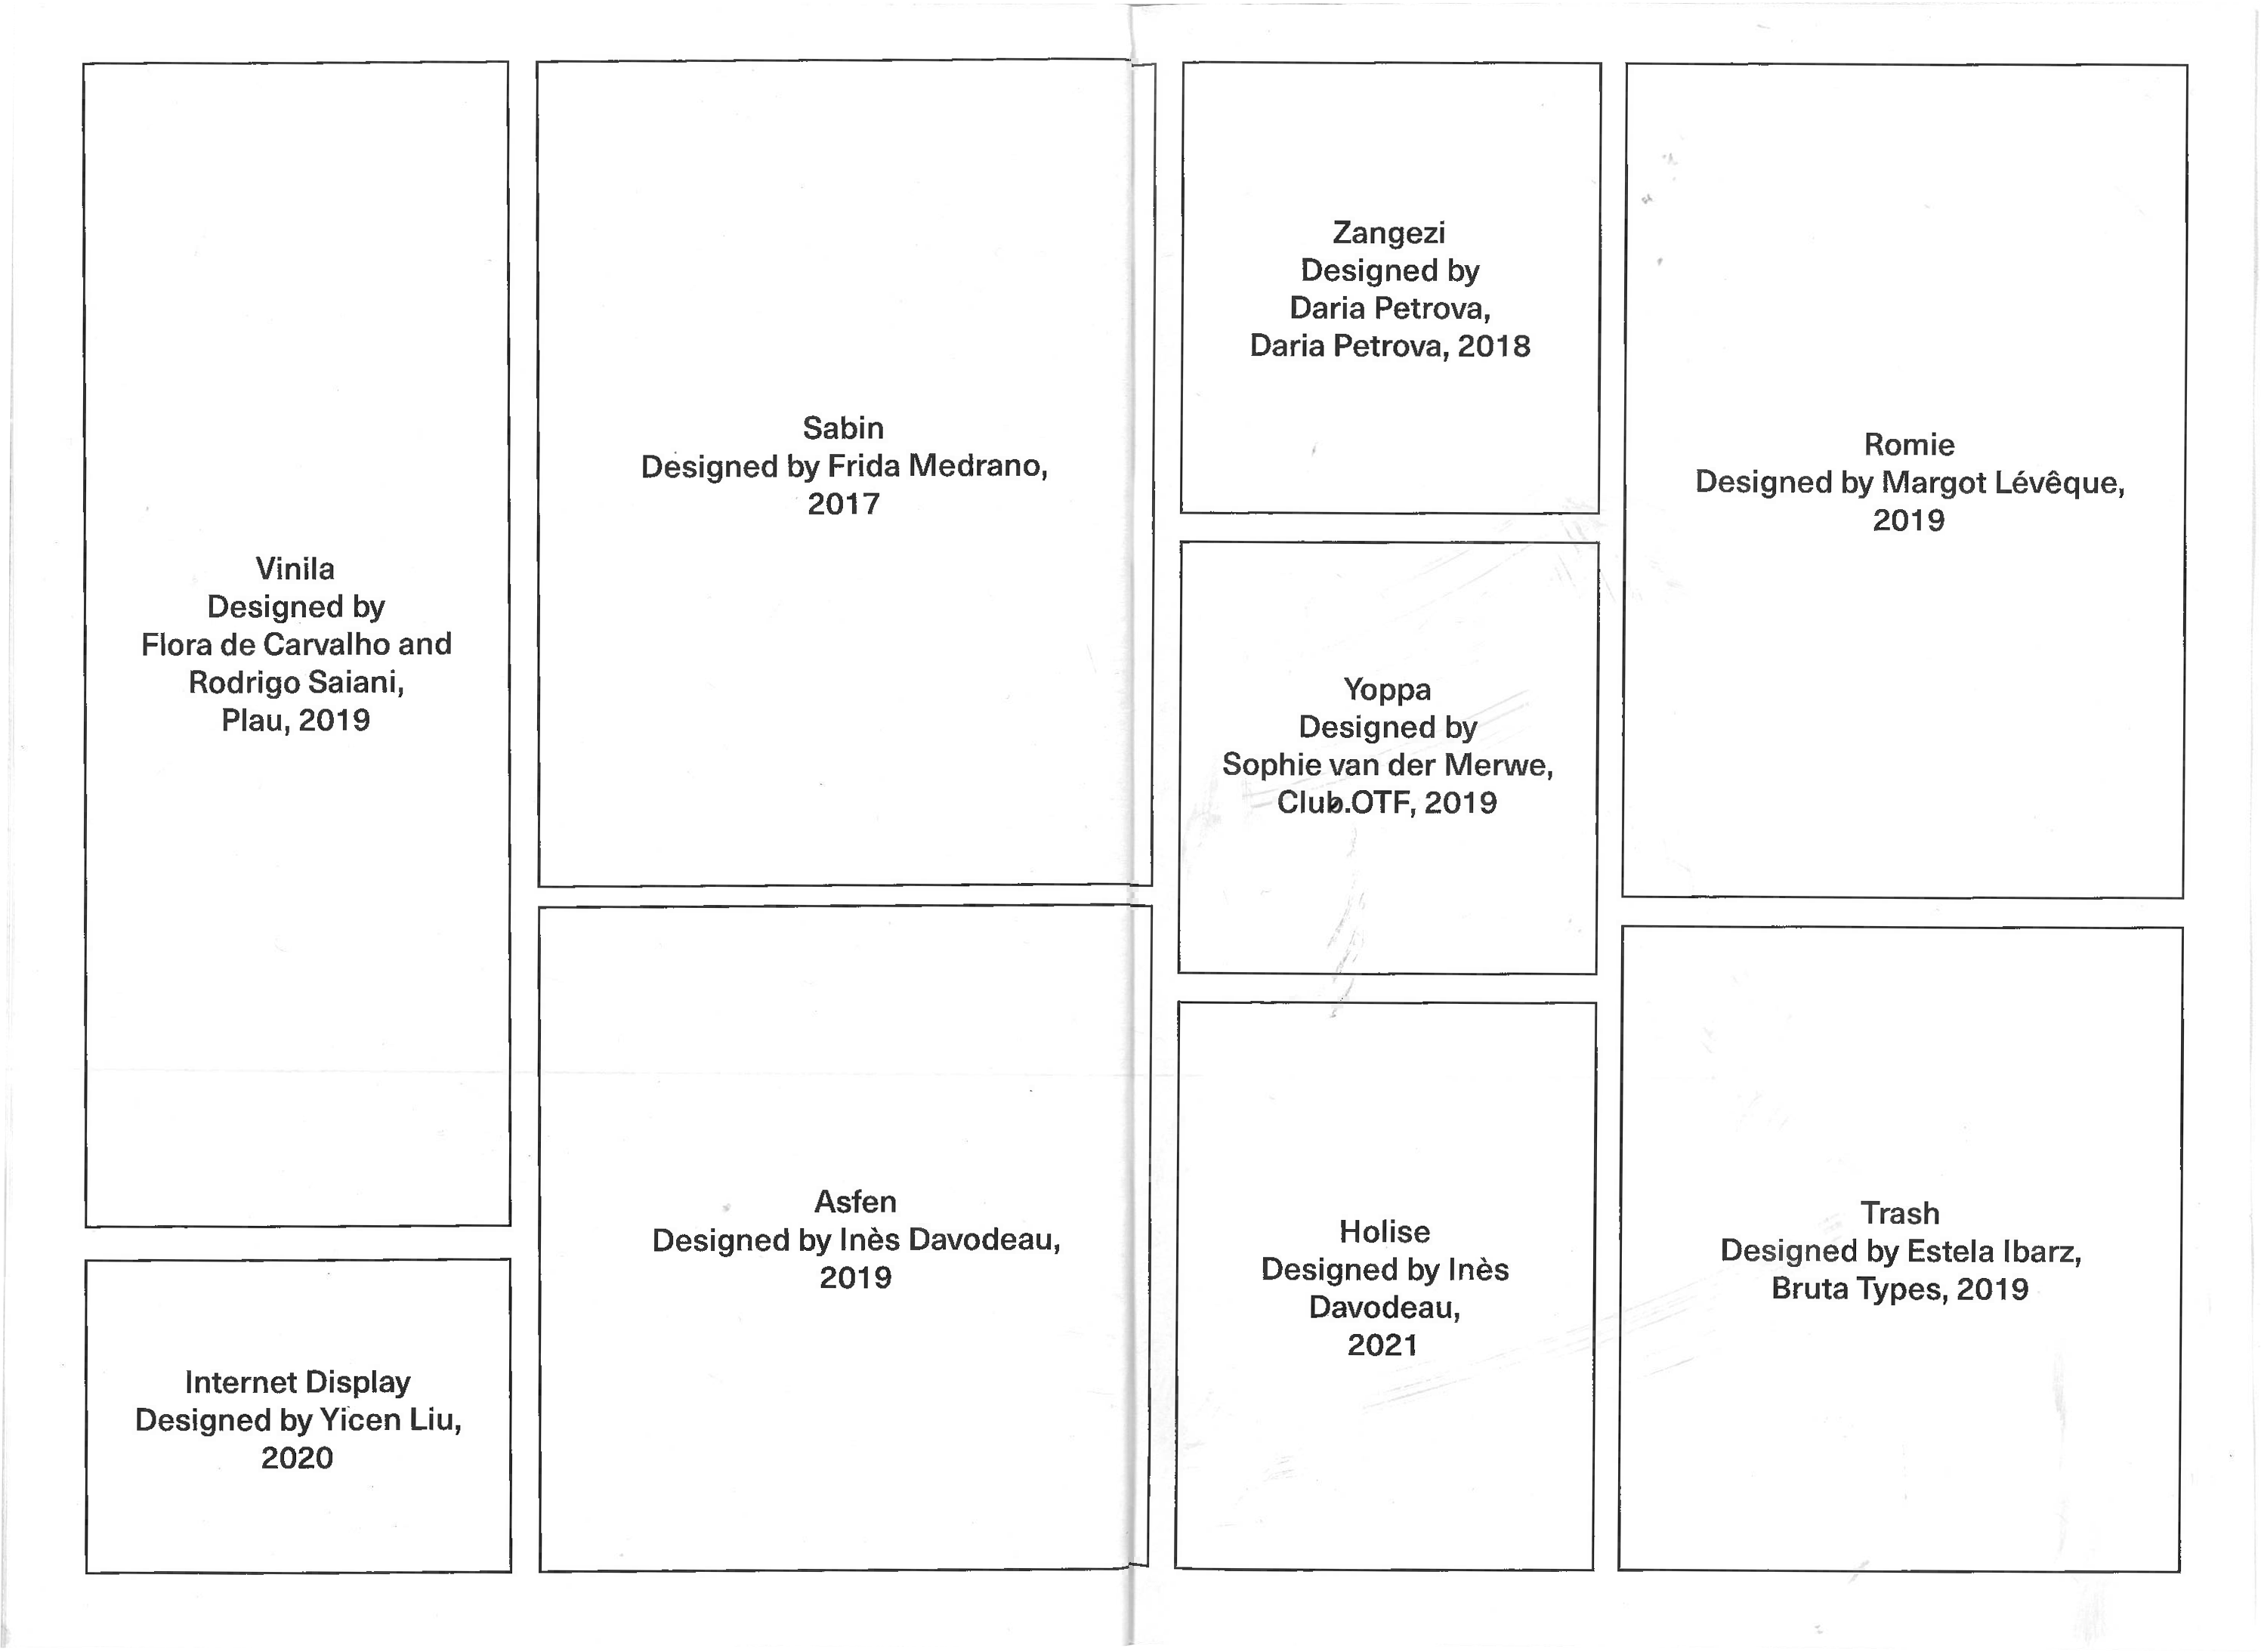 Vinila
Designed by
Flora de Carvalho and
Rodrigo Saiani,
Plau, 2019
Internet Display
Designed by Yicen Liu,
2020
Sabin
Designed by Frida Medrano,
2017
Asfen
Designed by Inès Davodeau,
2019
Zangezi
Designed by
Daria Petrova,
Daria Petrova, 2018
Yoppa
Designed by
Sophie van der Merwe,
Club.OTF, 2019
Holise
Designed by Inès
Davodeau,
2021
Romie
Designed by Margot Lévêque,
2019
Trash
Designed by Estela Ibarz,
Bruta Types, 2019